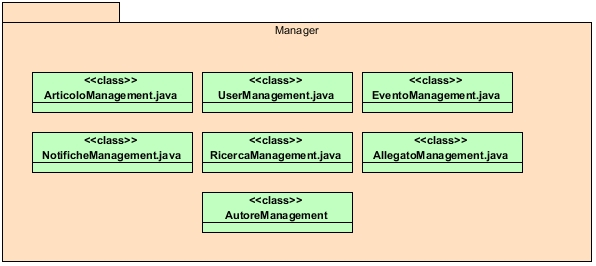 Manager
<<class>>
ArticoloManagement.java
<<class>>
UserManagement.java
<<class>>
EventoManagement.java
<<class>>
NotificheManagement.java
<<class>>
RicercaManagement.java
<<class>>
AllegatoManagement.java
<<class>>
AutoreManagement